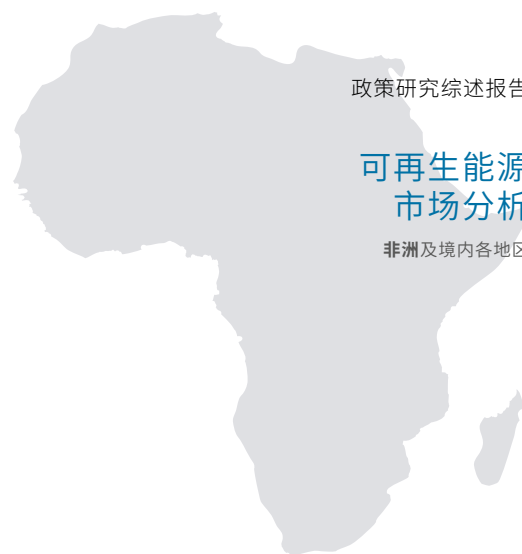 政策研究综述报告
可再生能源
市场分析
非洲及境内各地区